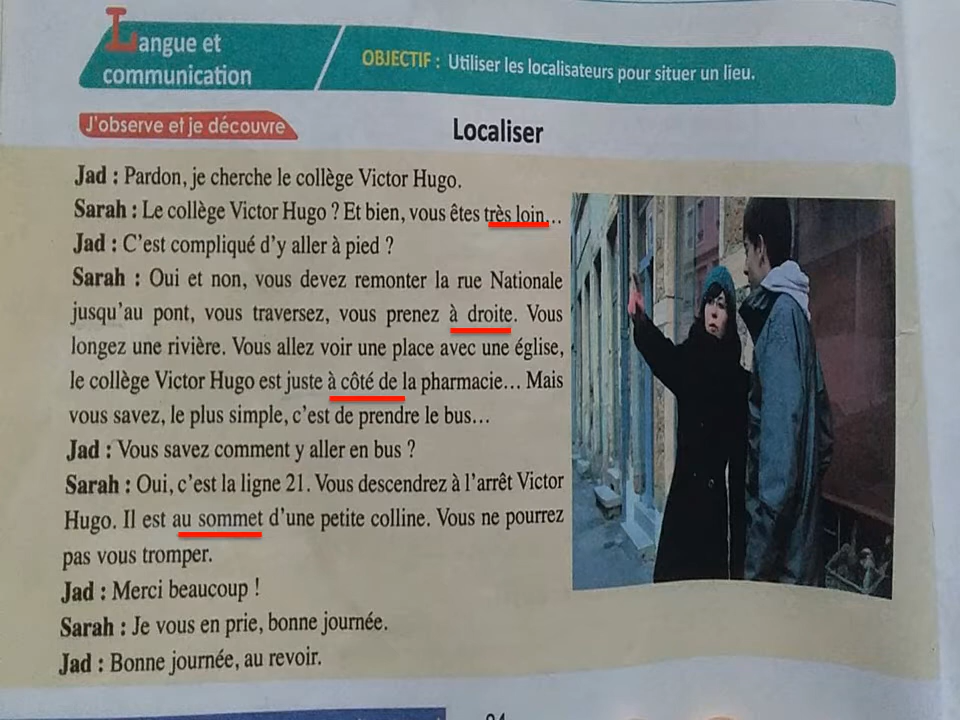 Langue et
communication
OBJECTIF : Utiliser les localisateurs pour situer un lieu.
J'observe et je découvre
Localiser
Jad : Pardon, je cherche le collège Victor Hugo.
Sarah : Le collège Victor Hugo ? Et bien, vous êtes très loin...
Jad : C'est compliqué d'y aller à pied ?
Sarah : Oui et non, vous devez remonter la rue Nationale
jusqu'au pont, vous traversez, vous prenez à droite. Vous
longez une rivière. Vous allez voir une place avec une église,
le collège Victor Hugo est juste à côté de la pharmacie... Mais
vous savez, le plus simple, c'est de prendre le bus...
Jad : Vous savez comment y aller en bus ?
Sarah : Oui, c'est la ligne 21. Vous descendrez à l'arrêt Victor
Hugo. Il est au sommet d'une petite colline. Vous ne pourrez
pas vous tromper.
Jad : Merci beaucoup !
Sarah : Je vous en prie, bonne journée.
Jad : Bonne journée, au revoir.